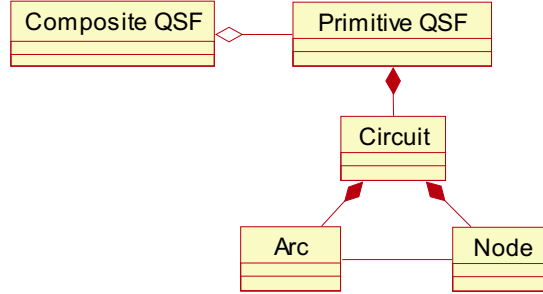 Composite QSF
Primitive QSF
Circuit
Arc
Node